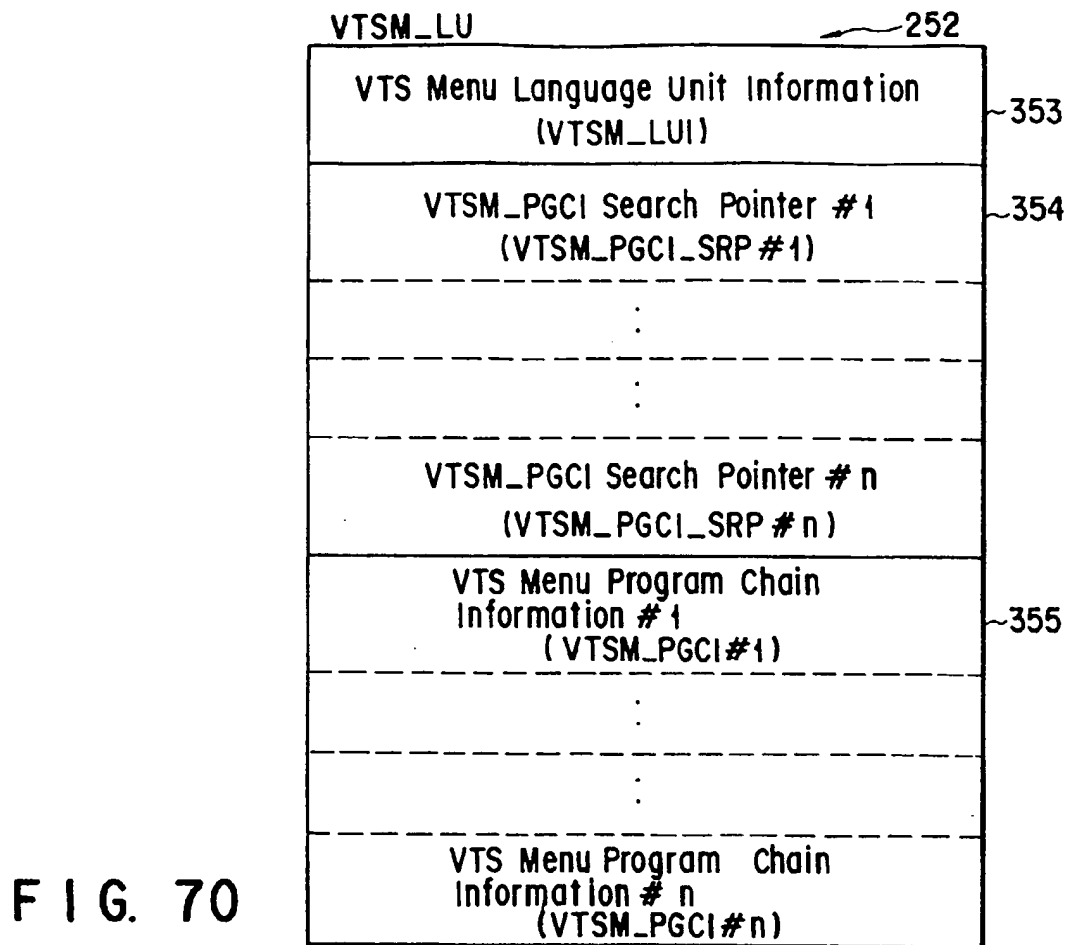 VTSM_LU 252
VTS Menu Language Unit Information
(VTSM_LUI)
353
VTSM_PGCI Search Pointer #1
354
(VTSM_PGCI_SRP#1)
VTSM_PGCI Search Pointer #n
(VTSM_PGCI_SRP#n)
VTS Menu Program Chain
Information #1
355
(VTSM_PGCI#1)
VTS Menu Program Chain
Information #n
(VTSM_PGCI#n)
FIG. 70